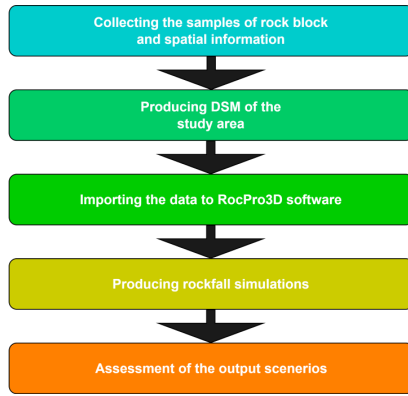 Collecting the samples of rock block
and spatial information
Producing DSM of the
study area
Importing the data to RocPro3D software
Producing rockfall simulations
Assessment of the output scenerios